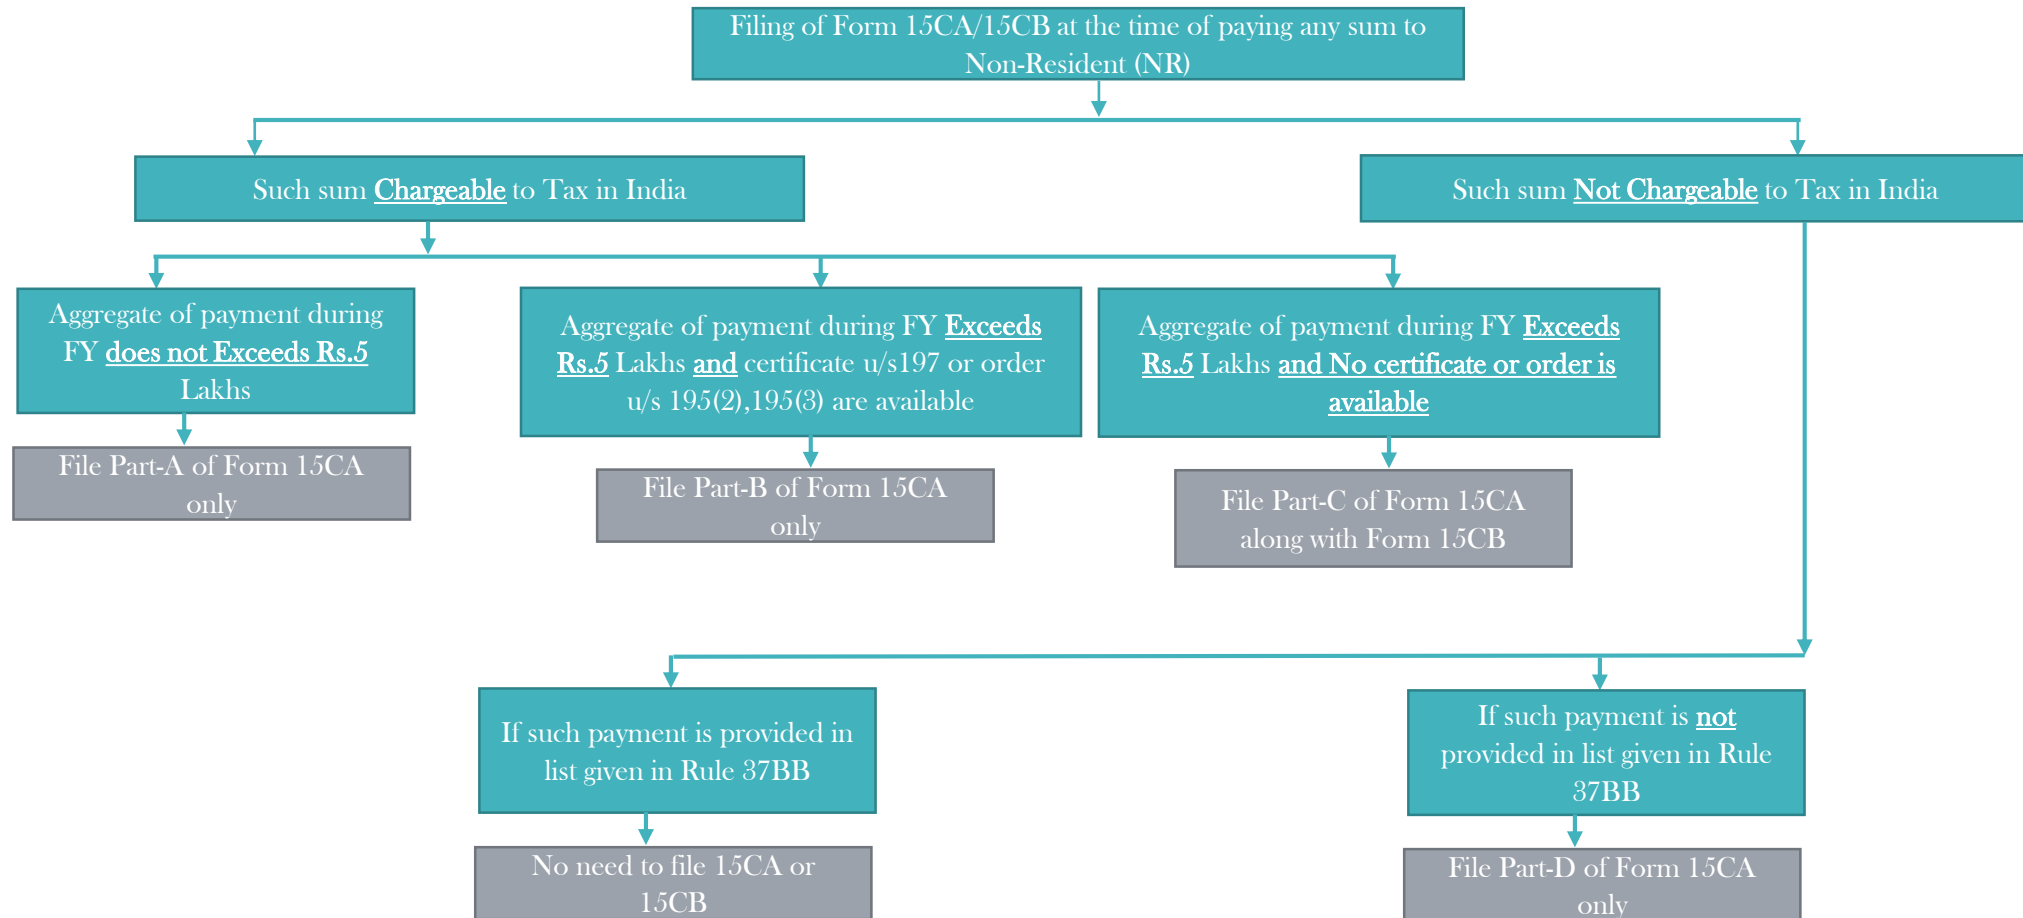 Filing of Form 15CA/15CB at the time of paying any sum to
Non-Resident (NR)
Such sum Chargeable to Tax in India
Such sum Not Chargeable to Tax in India
Aggregate of payment during
FY does not Exceeds Rs.5
Lakhs
Aggregate of payment during FY Exceeds
Rs.5 Lakhs and certificate u/s197 or order
u/s 195(2),195(3) are available
Aggregate of payment during FY Exceeds
Rs.5 Lakhs and No certificate or order is
available
File Part-A of Form 15CA
only
File Part-B of Form 15CA
only
File Part-C of Form 15CA
along with Form 15CB
If such payment is provided in
list given in Rule 37BB
If such payment is not
provided in list given in Rule
37BB
No need to file 15CA or
15CB
File Part-D of Form 15CA
only